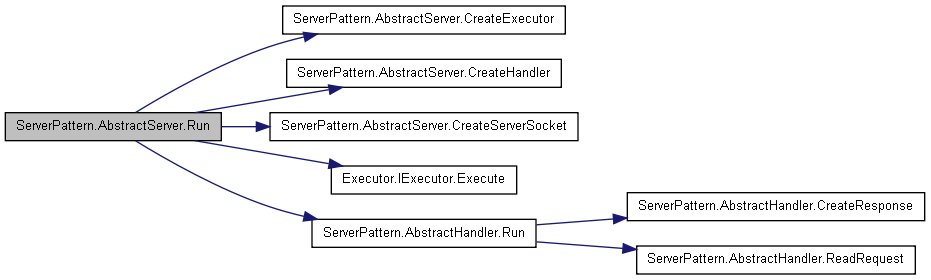 ServerPattern.AbstractServer.CreateExecutor
ServerPattern.AbstractServer.CreateHandler
ServerPattern.AbstractServer.Run
ServerPattern.AbstractServer.CreateServerSocket
Executor.IExecutor.Execute
ServerPattern.AbstractHandler.CreateResponse
ServerPattern.AbstractHandler.Run
ServerPattern.AbstractHandler.ReadRequest